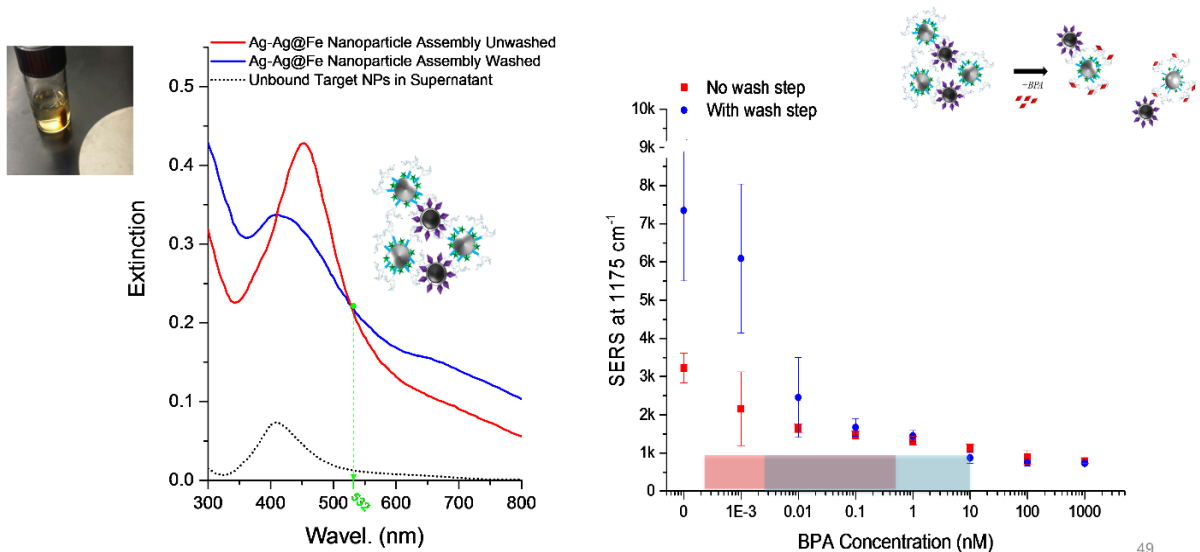 Ag-Ag@Fe Nanoparticle Assembly Unwashed
Ag-Ag@Fe Nanoparticle Assembly Washed
Unbound Target NPs in Supernatant
Extinction
0.5
0.4
0.3
0.2
0.1
0.0
300
400
500
532
600
700
800
Wavel. (nm)
+BPA
No wash step
With wash step
SERS at 1175 cm⁻¹
10k
9k
9k
8k
7k
6k
5k
4k
3k
2k
1k
0
0
1E-3
0.01
0.1
1
10
100
1000
BPA Concentration (nM)
49